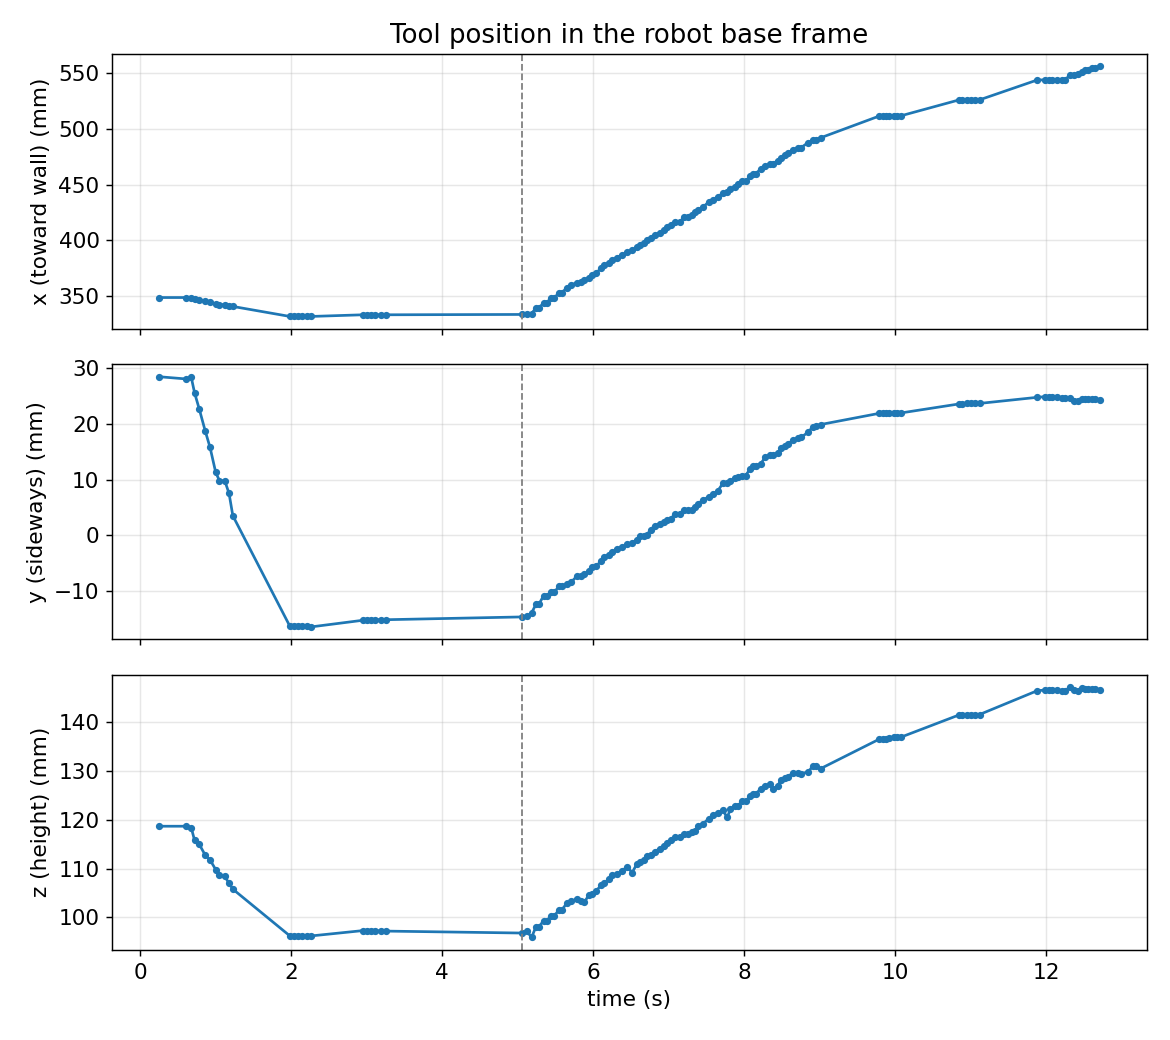 Tool position in the robot base frame
x (toward wall) (mm)
550
500
450
400
350
y (sideways) (mm)
30
20
10
0
−10
z (height) (mm)
140
130
120
110
100
0 2 4 6 8 10 12
time (s)